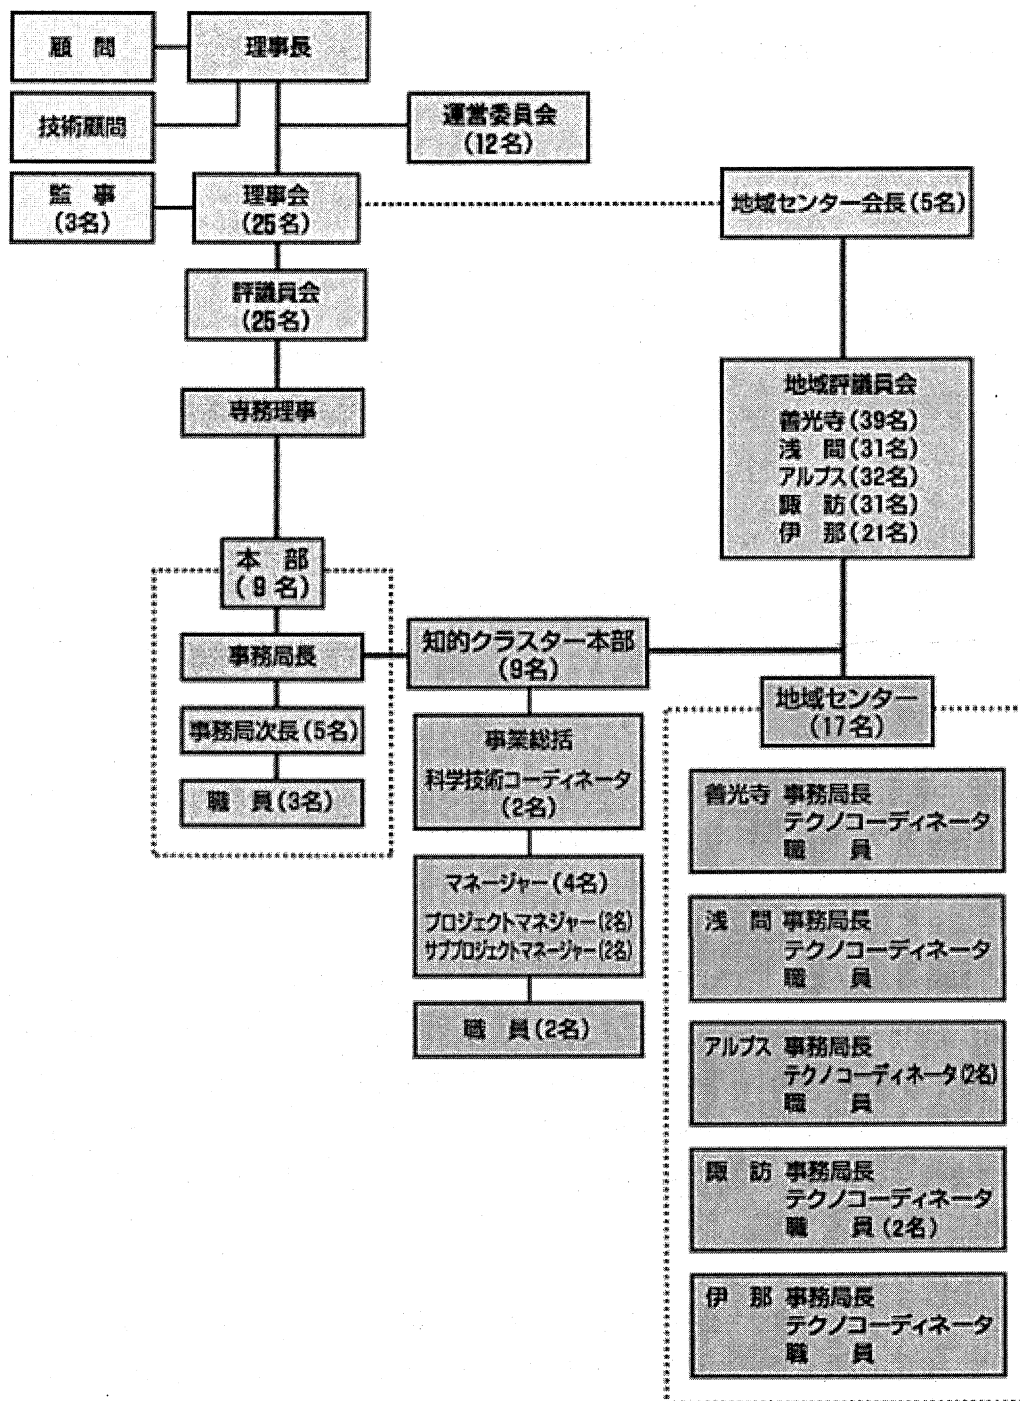 顧　問
理事長
技術顧問
運営委員会
(12名)
監　事
(3名)
理事会
(25名)
地域センター会長(5名)
評議員会
(25名)
専務理事
地域評議員会
善光寺(39名)
浅　間(31名)
アルプス(32名)
諏　訪(31名)
伊　那(21名)
本　部
(9名)
事務局長
事務局次長(5名)
職　員(3名)
知的クラスター本部
(9名)
事業総括
科学技術コーディネータ
(2名)
マネージャー(4名)
プロジェクトマネジャー(2名)
サブプロジェクトマネージャー(2名)
職　員(2名)
地域センター
(17名)
善光寺 事務局長
テクノコーディネータ
職　員
浅　間 事務局長
テクノコーディネータ
職　員
アルプス 事務局長
テクノコーディネータ(2名)
職　員
諏　訪 事務局長
テクノコーディネータ
職　員(2名)
伊　那 事務局長
テクノコーディネータ
職　員